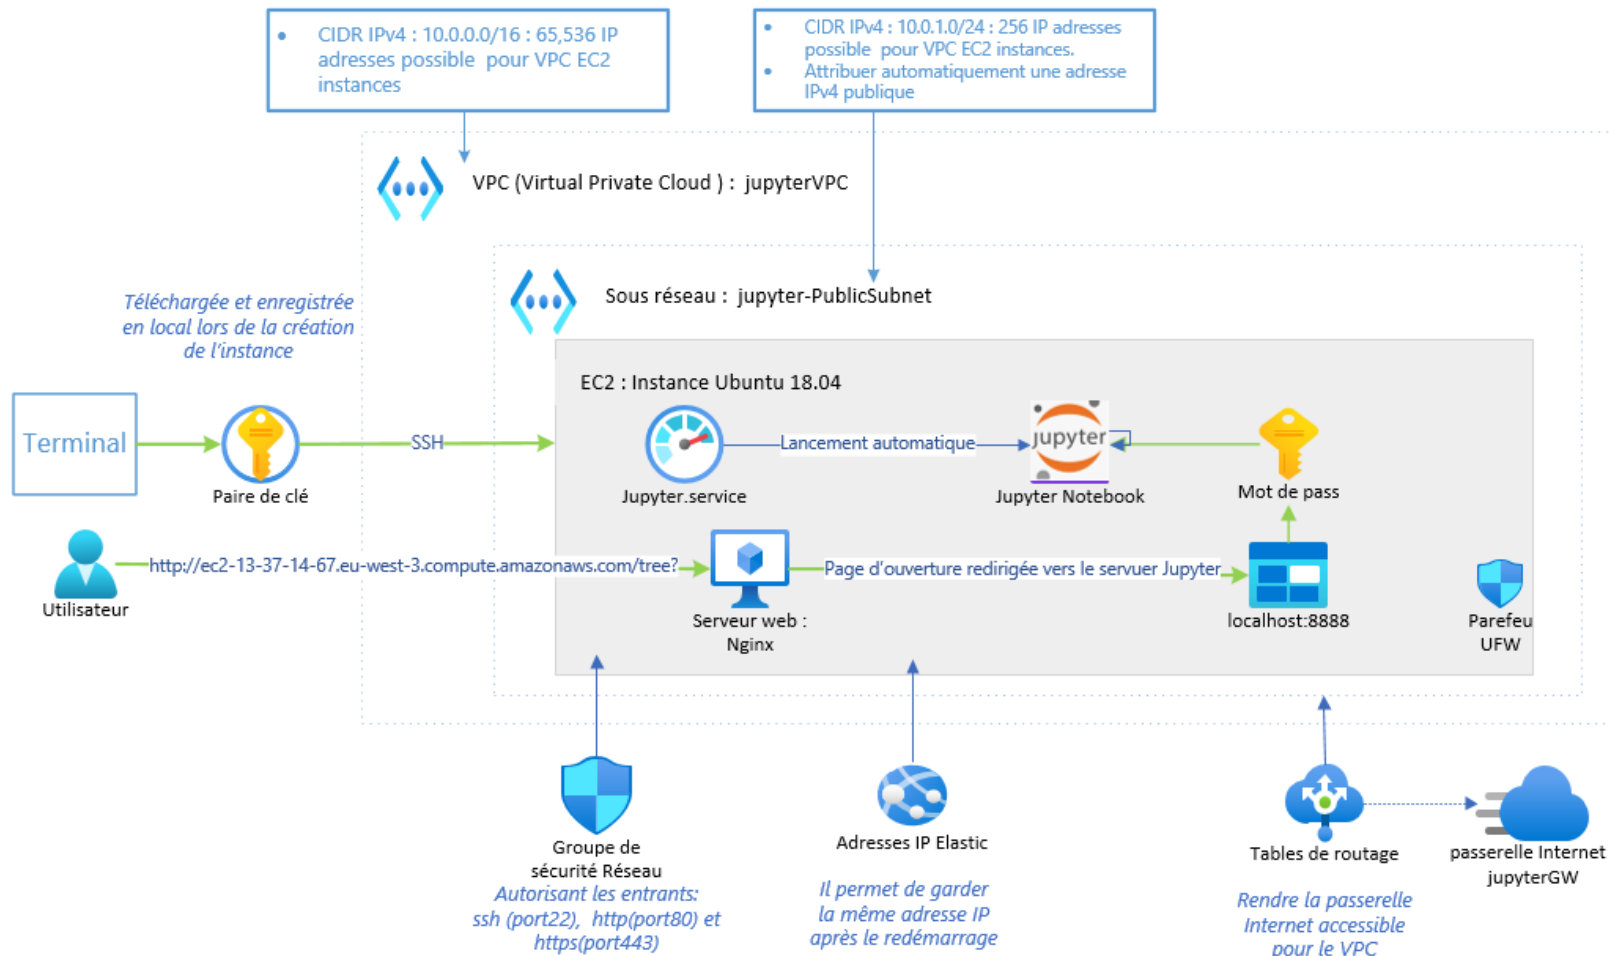 • CIDR IPv4 : 10.0.0.0/16 : 65,536 IP
adresses possible pour VPC EC2
instances
• CIDR IPv4 : 10.0.1.0/24 : 256 IP adresses
possible pour VPC EC2 instances.
• Attribuer automatiquement une adresse
IPv4 publique
VPC (Virtual Private Cloud ) : jupyterVPC
Sous réseau : jupyter-PublicSubnet
Téléchargée et enregistrée
en local lors de la création
de l'instance
EC2 : Instance Ubuntu 18.04
Terminal
SSH
Lancement automatique
jupyter
Paire de clé
Jupyter.service
Jupyter Notebook
Mot de pass
http://ec2-13-37-14-67.eu-west-3.compute.amazonaws.com/tree?
Page d'ouverture redirigée vers le servuer Jupyter
Utilisateur
Serveur web :
Nginx
localhost:8888
Parefeu
UFW
Groupe de
sécurité Réseau
Autorisant les entrants:
ssh (port22), http(port80) et
https(port443)
Adresses IP Elastic
Il permet de garder
la même adresse IP
après le redémarrage
Tables de routage
Rendre la passerelle
Internet accessible
pour le VPC
passerelle Internet
jupyterGW